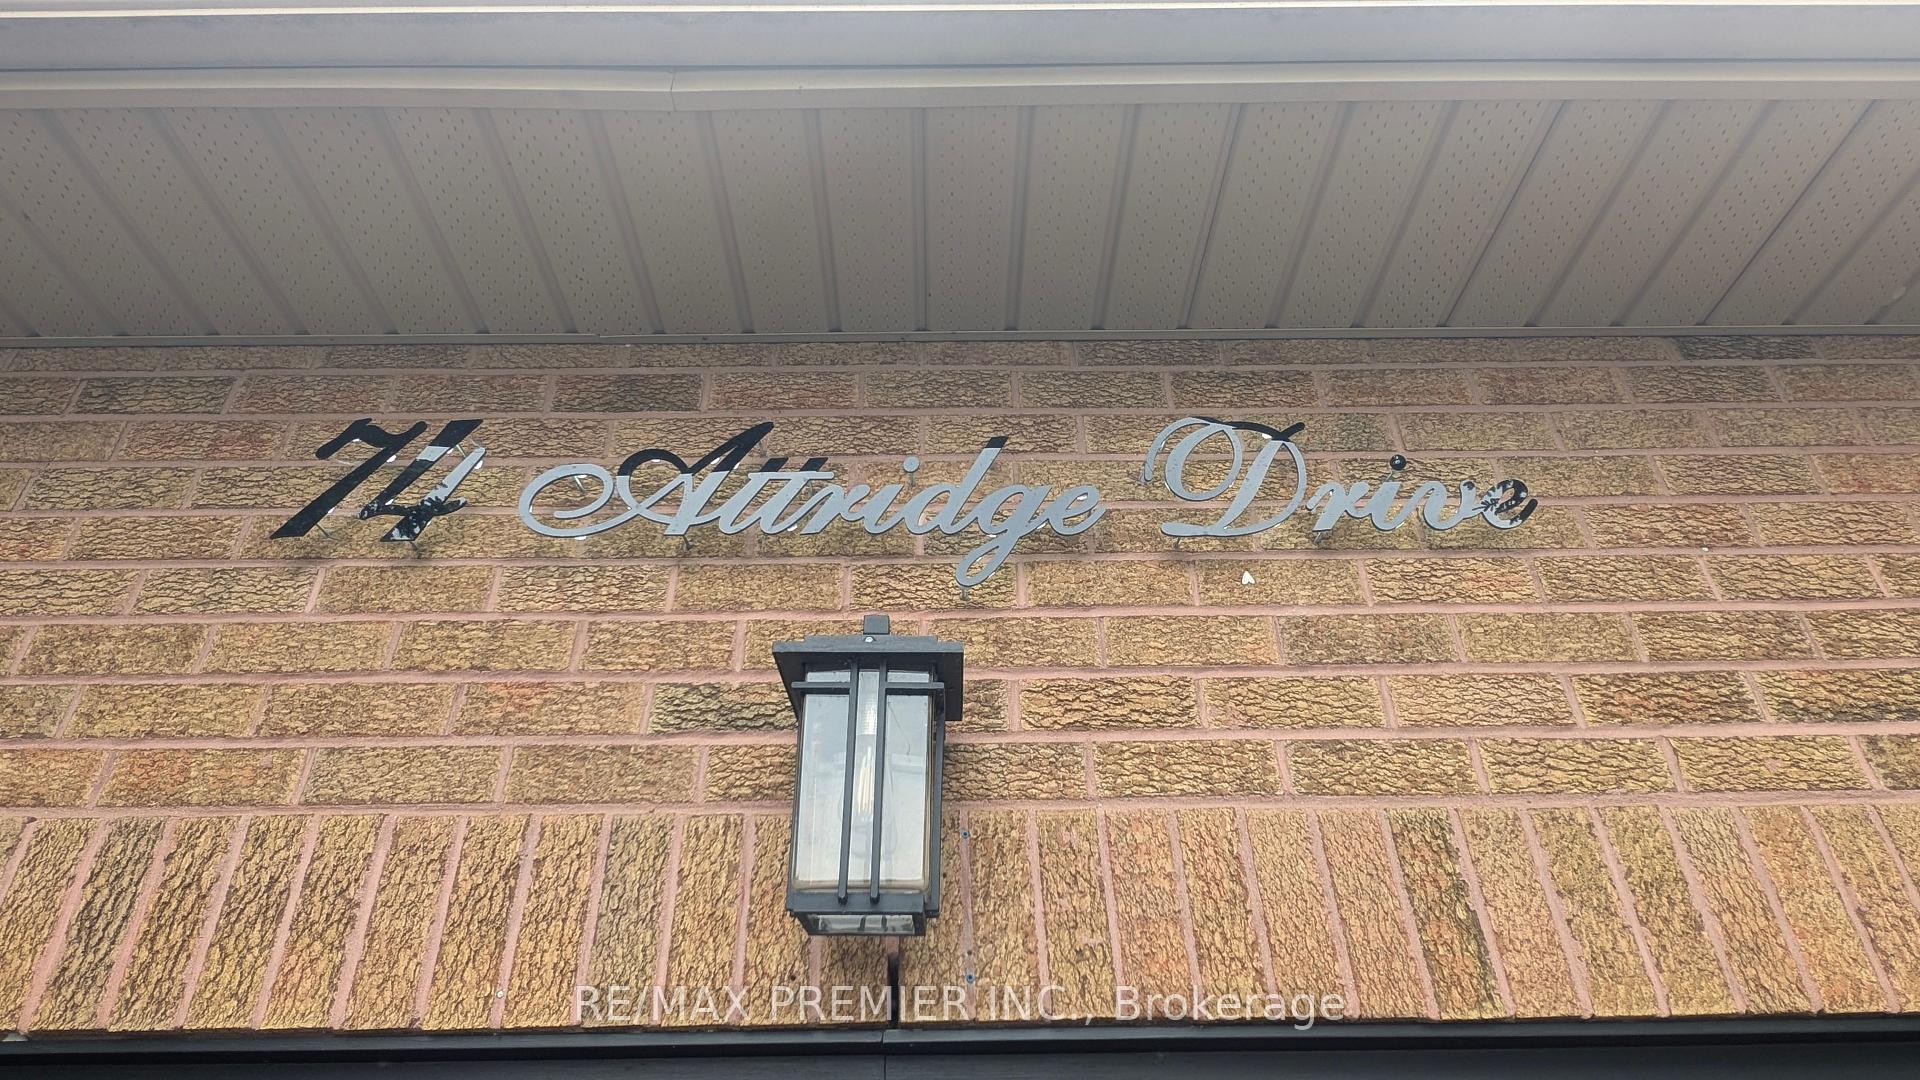 74 Attridge Drive
RE/MAX PREMIER INC., Brokerage